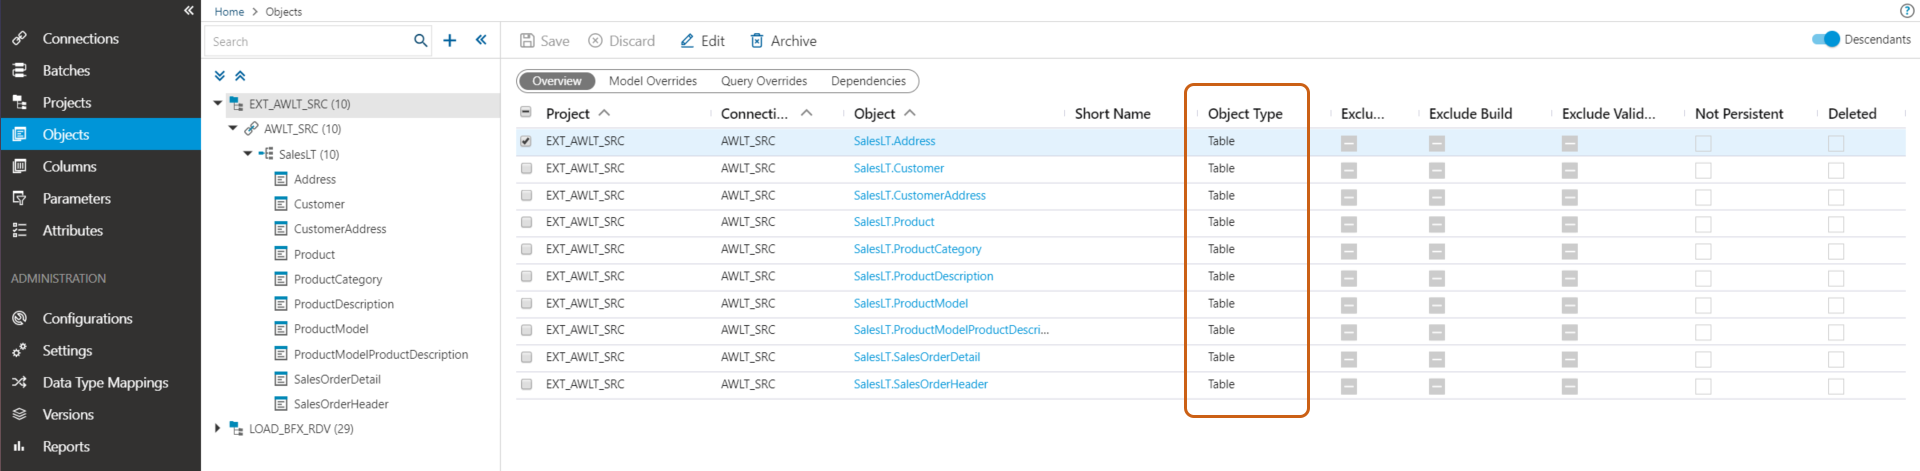 Home > Objects
Connections
Batches
Projects
Objects
Columns
Parameters
Attributes
ADMINISTRATION
Configurations
Settings
Data Type Mappings
Versions
Reports
Search
EXT_AWLT_SRC (10)
AWLT_SRC (10)
SalesLT (10)
Address
Customer
CustomerAddress
Product
ProductCategory
ProductDescription
ProductModel
ProductModelProductDescription
SalesOrderDetail
SalesOrderHeader
LOAD_BFX_RDV (29)
Save Discard Edit Archive Descendants
Overview Model Overrides Query Overrides Dependencies
Project Connecti... Object Short Name Object Type Exclu... Exclude Build Exclude Valid... Not Persistent Deleted
EXT_AWLT_SRC AWLT_SRC SalesLT.Address Table
EXT_AWLT_SRC AWLT_SRC SalesLT.Customer Table
EXT_AWLT_SRC AWLT_SRC SalesLT.CustomerAddress Table
EXT_AWLT_SRC AWLT_SRC SalesLT.Product Table
EXT_AWLT_SRC AWLT_SRC SalesLT.ProductCategory Table
EXT_AWLT_SRC AWLT_SRC SalesLT.ProductDescription Table
EXT_AWLT_SRC AWLT_SRC SalesLT.ProductModel Table
EXT_AWLT_SRC AWLT_SRC SalesLT.ProductModelProductDescri... Table
EXT_AWLT_SRC AWLT_SRC SalesLT.SalesOrderDetail Table
EXT_AWLT_SRC AWLT_SRC SalesLT.SalesOrderHeader Table